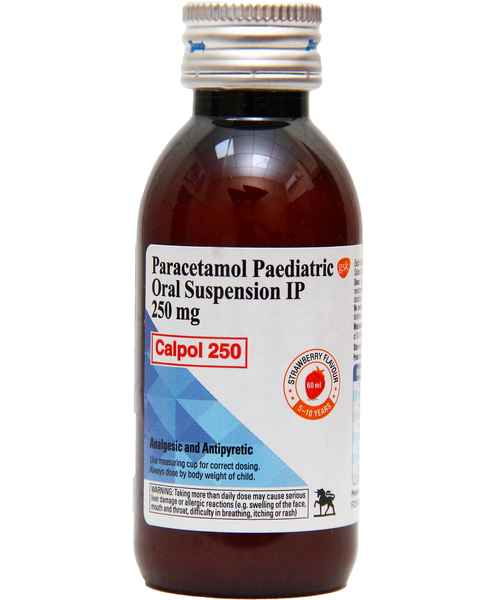 Paracetamol Paediatric
Oral Suspension IP
250 mg
gsk
Calpol 250
STRAWBERRY FLAVOUR
60 ml
5-10 YEARS
Analgesic and Antipyretic
Use measuring cup for correct dosing.
Always dose by body weight of child.
WARNING: Taking more than daily dose may cause serious
liver damage or allergic reactions (e.g. swelling of the face,
mouth and throat, difficulty in breathing, itching or rash)